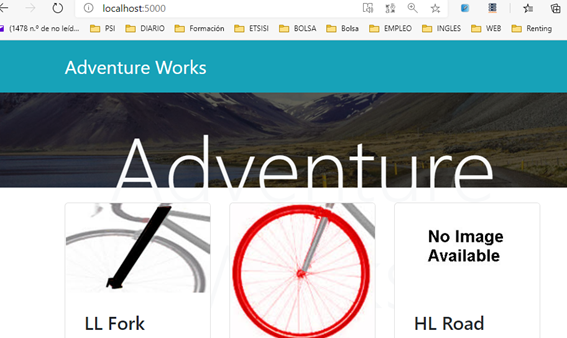 localhost:5000
(1478 n.º de no leíd...
PSI
DIARIO
Formación
ETSISI
BOLSA
Bolsa
EMPLEO
INGLES
WEB
Renting
Adventure Works
Adventure
No Image
Available
LL Fork
HL Road